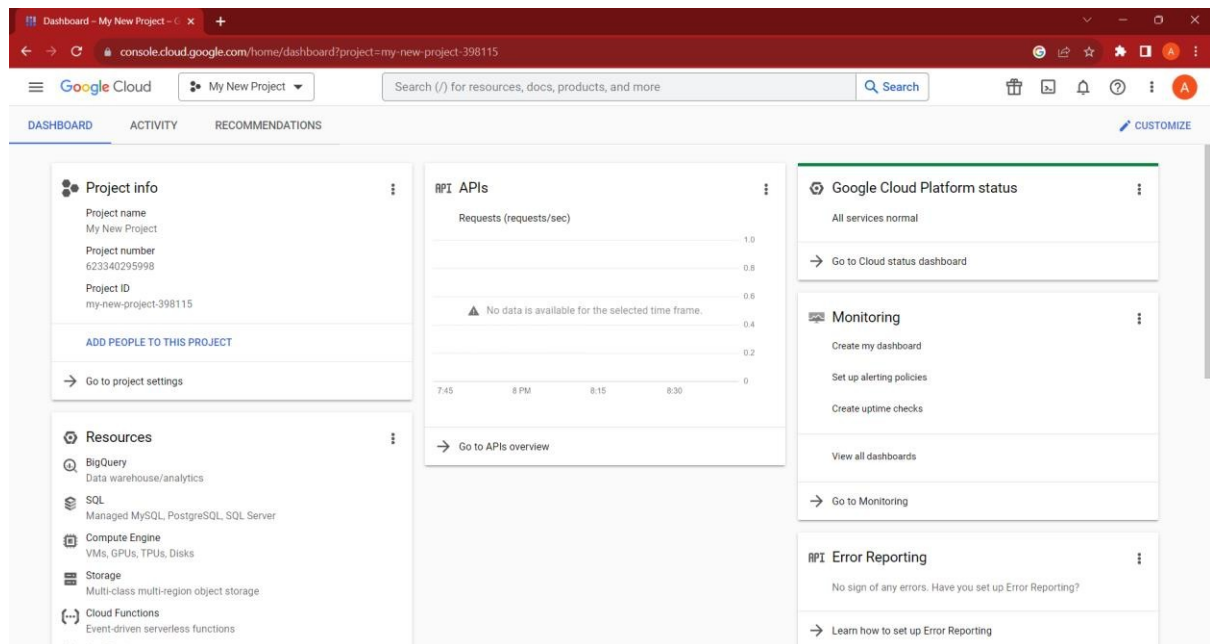 Dashboard – My New Project – G
console.cloud.google.com/home/dashboard?project=my-new-project-398115
Google Cloud
My New Project
Search (/) for resources, docs, products, and more
Search
A
DASHBOARD
ACTIVITY
RECOMMENDATIONS
CUSTOMIZE
Project info
Project name
My New Project
Project number
623340295998
Project ID
my-new-project-398115
ADD PEOPLE TO THIS PROJECT
Go to project settings
Resources
BigQuery
Data warehouse/analytics
SQL
Managed MySQL, PostgreSQL, SQL Server
Compute Engine
VMs, GPUs, TPUs, Disks
Storage
Multi-class multi-region object storage
Cloud Functions
Event-driven serverless functions
API APIs
Requests (requests/sec)
1.0
0.8
0.6
No data is available for the selected time frame.
0.4
0.2
0
7:45 8 PM 8:15 8:30
Go to APIs overview
Google Cloud Platform status
All services normal
Go to Cloud status dashboard
Monitoring
Create my dashboard
Set up alerting policies
Create uptime checks
View all dashboards
Go to Monitoring
API Error Reporting
No sign of any errors. Have you set up Error Reporting?
Learn how to set up Error Reporting